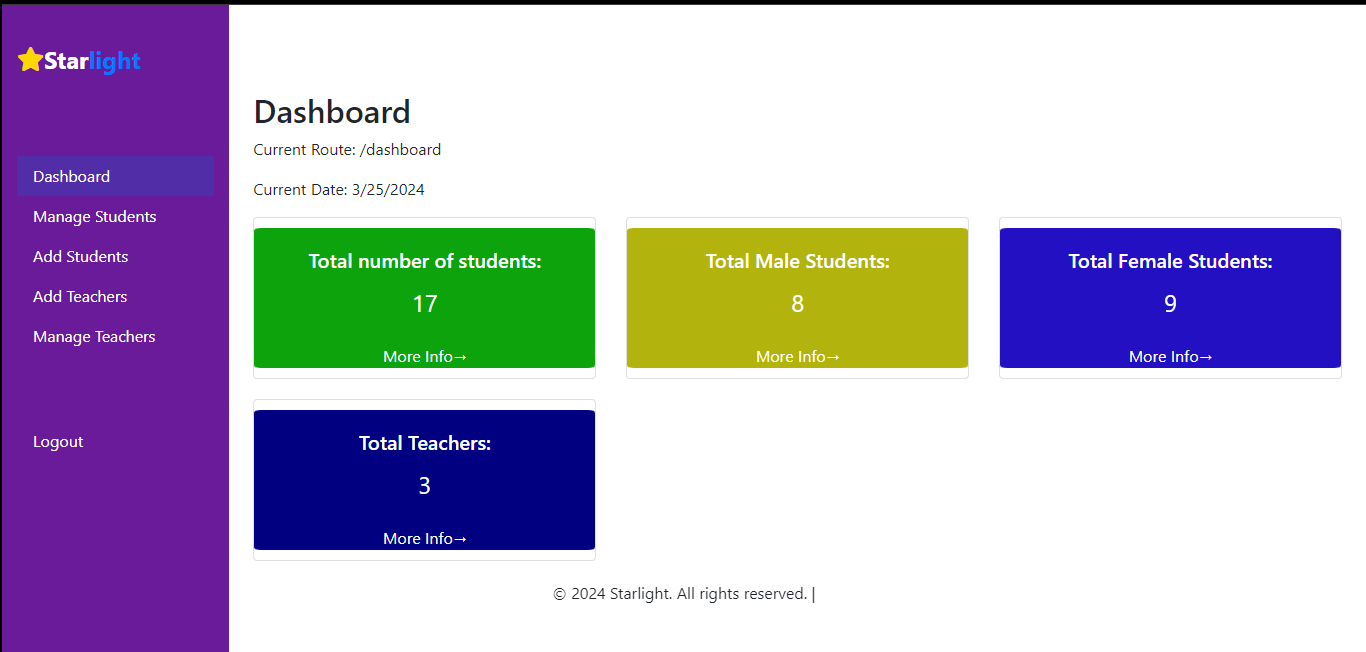 Starlight
Dashboard
Manage Students
Add Students
Add Teachers
Manage Teachers
Logout
Dashboard
Current Route: /dashboard
Current Date: 3/25/2024
Total number of students:
17
More Info→
Total Male Students:
8
More Info→
Total Female Students:
9
More Info→
Total Teachers:
3
More Info→
© 2024 Starlight. All rights reserved. |